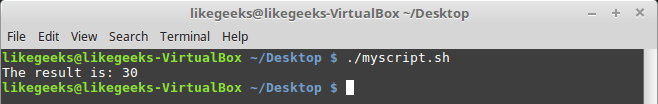 likegeeks@likegeeks-VirtualBox ~/Desktop
File Edit View Search Terminal Help
likegeeks@likegeeks-VirtualBox ~/Desktop $ ./myscript.sh
The result is: 30
likegeeks@likegeeks-VirtualBox ~/Desktop $